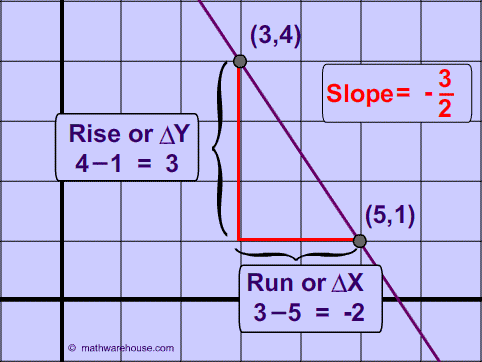 (3,4)
Slope= - 3/2
Rise or ΔY
4−1 = 3
(5,1)
Run or ΔX
3−5 = -2
© mathwarehouse.com